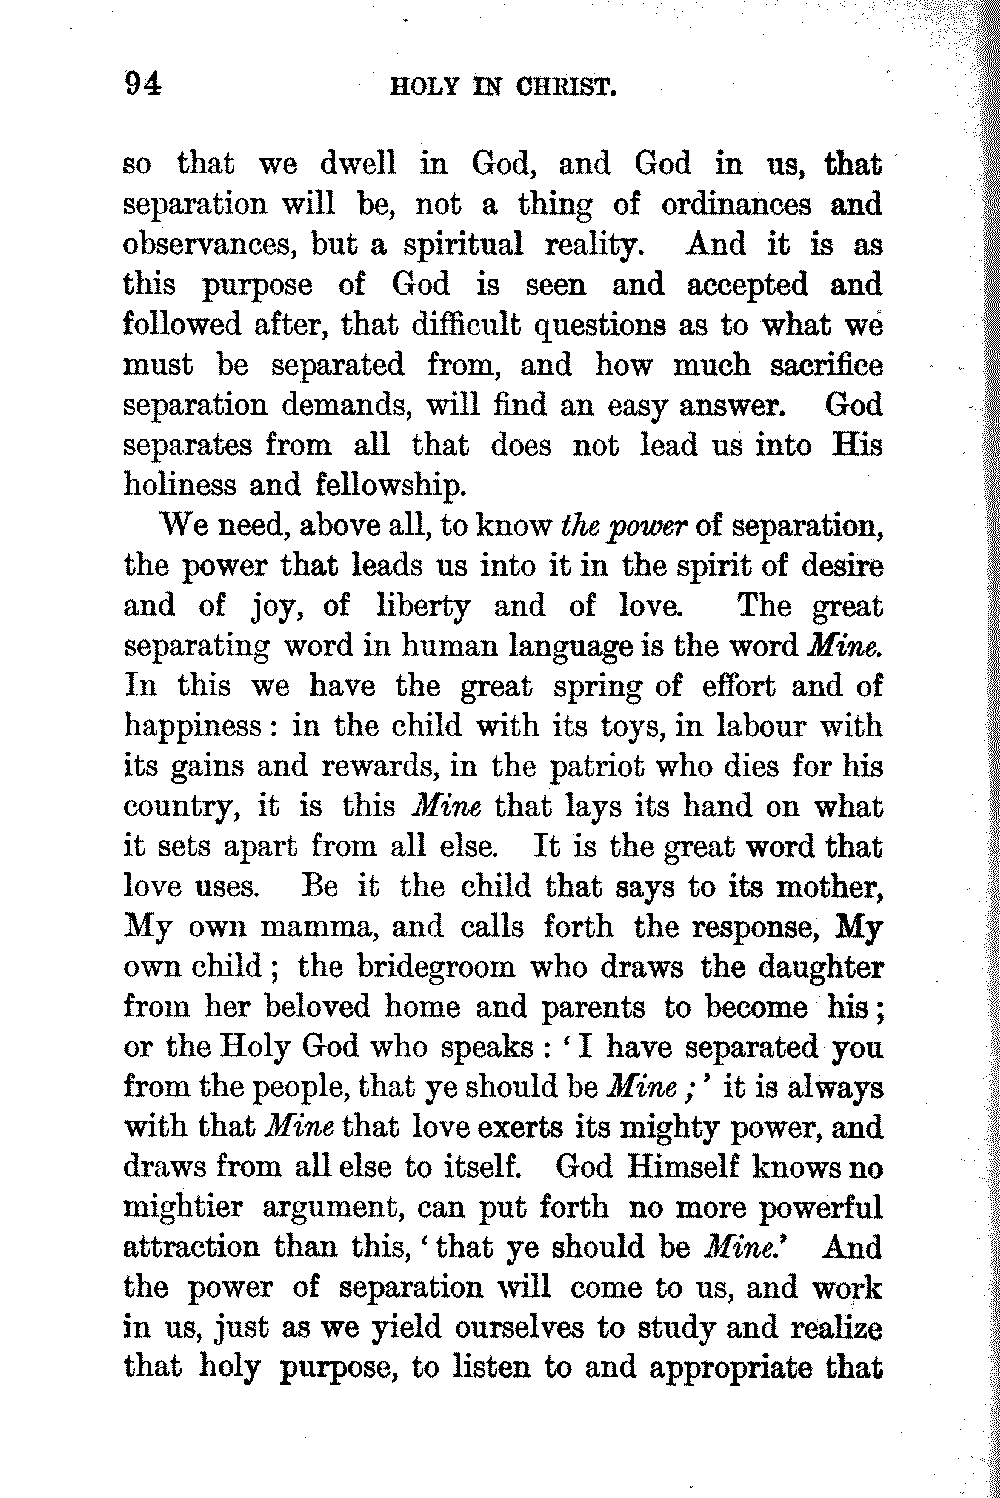 94 HOLY IN CHRIST.
so that we dwell in God, and God in us, that
separation will be, not a thing of ordinances and
observances, but a spiritual reality. And it is as
this purpose of God is seen and accepted and
followed after, that difficult questions as to what we
must be separated from, and how much sacrifice
separation demands, will find an easy answer. God
separates from all that does not lead us into His
holiness and fellowship.
We need, above all, to know the power of separation,
the power that leads us into it in the spirit of desire
and of joy, of liberty and of love. The great
separating word in human language is the word Mine.
In this we have the great spring of effort and of
happiness : in the child with its toys, in labour with
its gains and rewards, in the patriot who dies for his
country, it is this Mine that lays its hand on what
it sets apart from all else. It is the great word that
love uses. Be it the child that says to its mother,
My own mamma, and calls forth the response, My
own child ; the bridegroom who draws the daughter
from her beloved home and parents to become his ;
or the Holy God who speaks : ‘ I have separated you
from the people, that ye should be Mine ; ’ it is always
with that Mine that love exerts its mighty power, and
draws from all else to itself. God Himself knows no
mightier argument, can put forth no more powerful
attraction than this, ‘ that ye should be Mine.’ And
the power of separation will come to us, and work
in us, just as we yield ourselves to study and realize
that holy purpose, to listen to and appropriate that